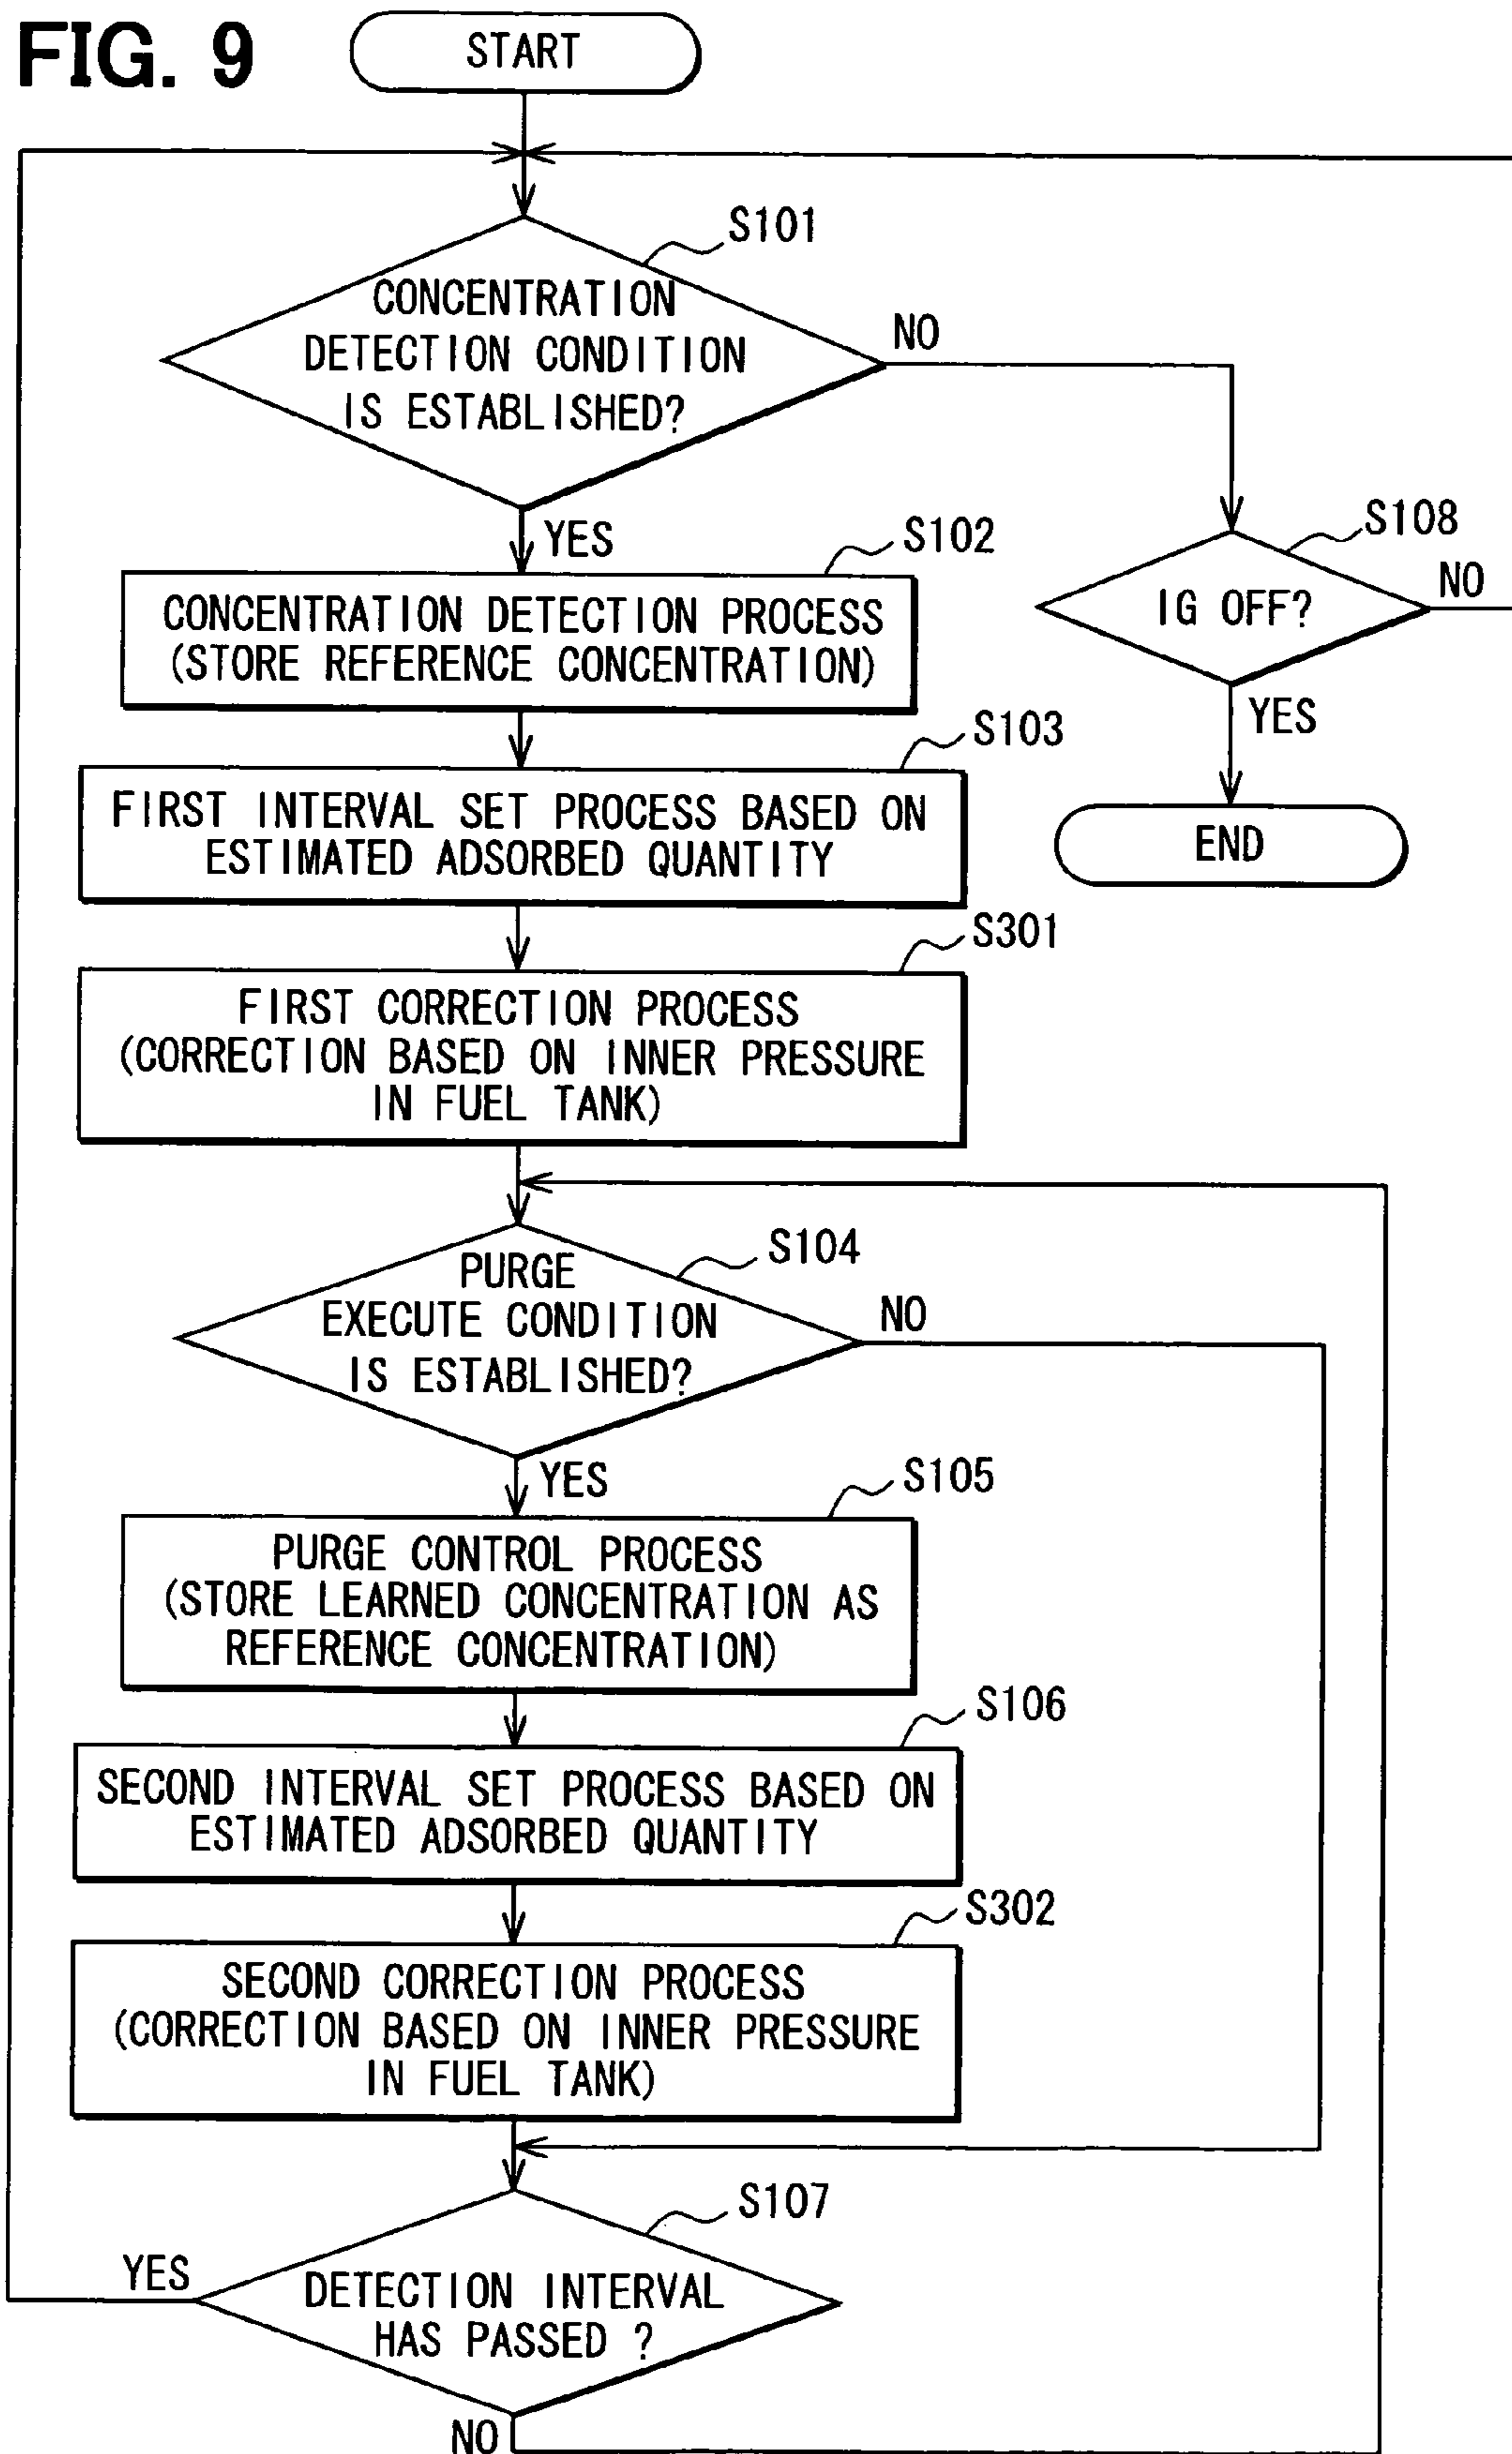 FIG. 9
START
S101
CONCENTRATION
DETECTION CONDITION
IS ESTABLISHED?
NO
YES
S102
CONCENTRATION DETECTION PROCESS
(STORE REFERENCE CONCENTRATION)
S108
IG OFF?
NO
YES
END
S103
FIRST INTERVAL SET PROCESS BASED ON
ESTIMATED ADSORBED QUANTITY
S301
FIRST CORRECTION PROCESS
(CORRECTION BASED ON INNER PRESSURE
IN FUEL TANK)
S104
PURGE
EXECUTE CONDITION
IS ESTABLISHED?
NO
YES
S105
PURGE CONTROL PROCESS
(STORE LEARNED CONCENTRATION AS
REFERENCE CONCENTRATION)
S106
SECOND INTERVAL SET PROCESS BASED ON
ESTIMATED ADSORBED QUANTITY
S302
SECOND CORRECTION PROCESS
(CORRECTION BASED ON INNER PRESSURE
IN FUEL TANK)
S107
YES
DETECTION INTERVAL
HAS PASSED ?
NO